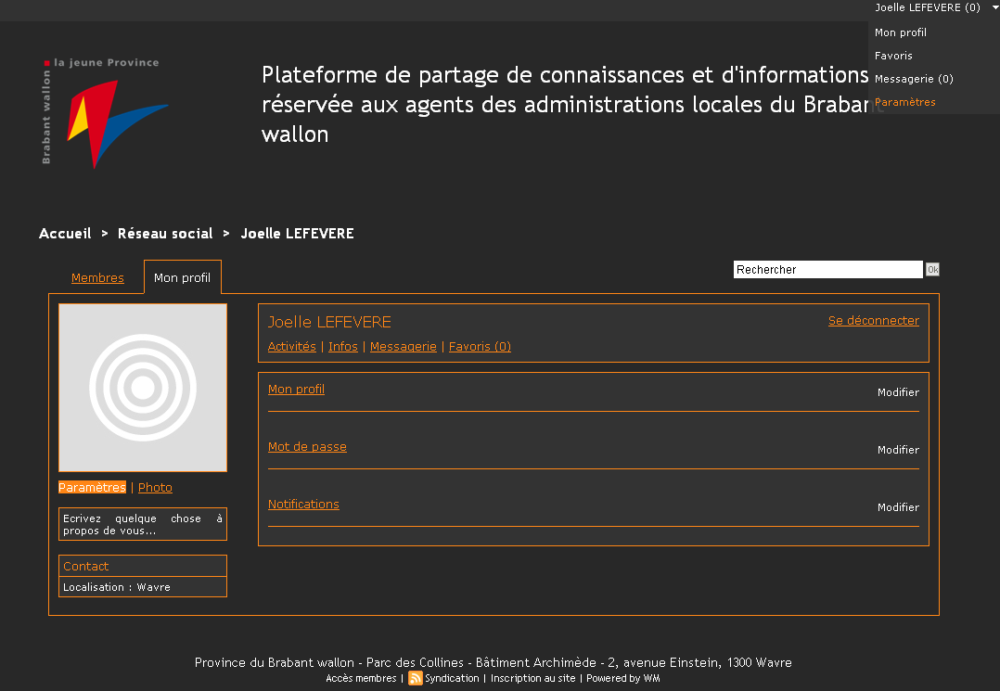 Joelle LEFEVERE (0)
Mon profil
Favoris
Messagerie (0)
Paramètres
la jeune Province
Brabant wallon
Plateforme de partage de connaissances et d'informations
réservée aux agents des administrations locales du Brabant
wallon
Accueil > Réseau social > Joelle LEFEVERE
Membres
Mon profil
Rechercher
Ok
Joelle LEFEVERE
Se déconnecter
Activités | Infos | Messagerie | Favoris (0)
Mon profil
Modifier
Mot de passe
Modifier
Notifications
Modifier
Paramètres | Photo
Ecrivez quelque chose à
propos de vous...
Contact
Localisation : Wavre
Province du Brabant wallon - Parc des Collines - Bâtiment Archimède - 2, avenue Einstein, 1300 Wavre
Accès membres | Syndication | Inscription au site | Powered by WM